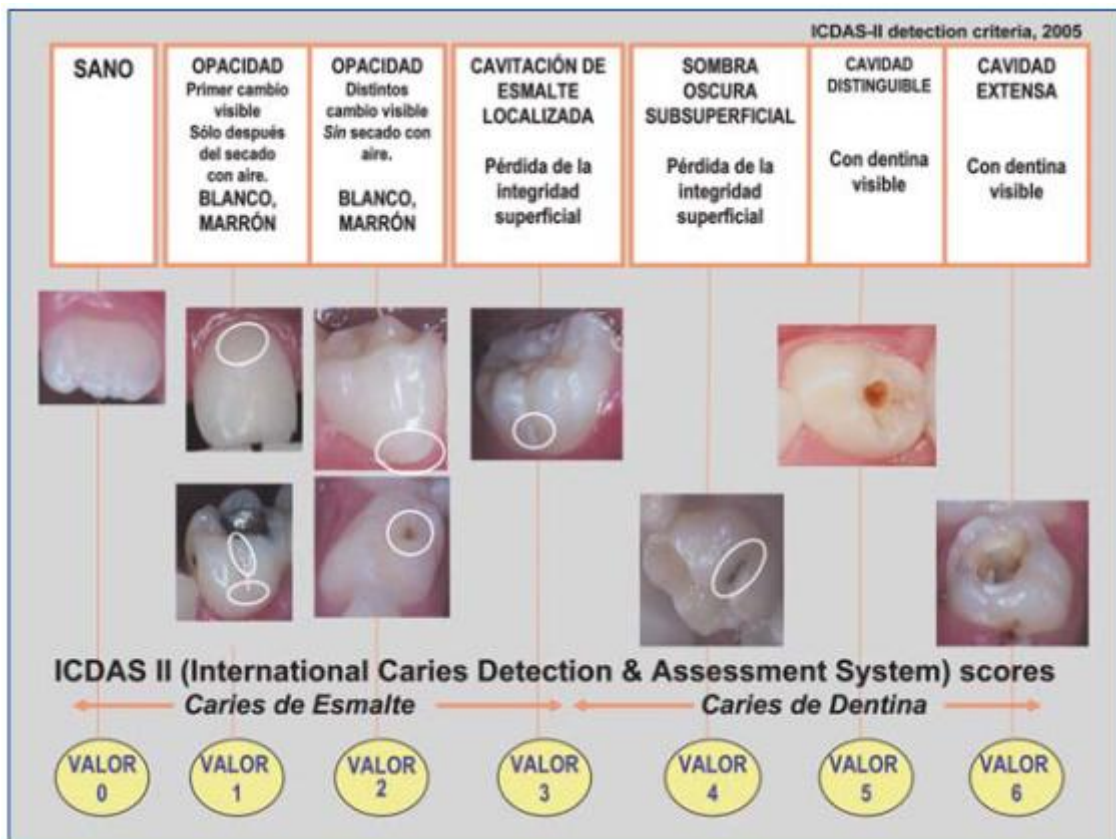 ICDAS-II detection criteria, 2005
SANO
OPACIDAD
Primer cambio
visible
Sólo después
del secado
con aire.
BLANCO,
MARRÓN
OPACIDAD
Distintos
cambio visible
Sin secado con
aire.
BLANCO,
MARRÓN
CAVITACIÓN DE
ESMALTE
LOCALIZADA
Pérdida de la
integridad
superficial
SOMBRA
OSCURA
SUBSUPERFICIAL
Pérdida de la
integridad
superficial
CAVIDAD
DISTINGUIBLE
Con dentina
visible
CAVIDAD
EXTENSA
Con dentina
visible
ICDAS II (International Caries Detection & Assessment System) scores
Caries de Esmalte
Caries de Dentina
VALOR
0
VALOR
1
VALOR
2
VALOR
3
VALOR
4
VALOR
5
VALOR
6